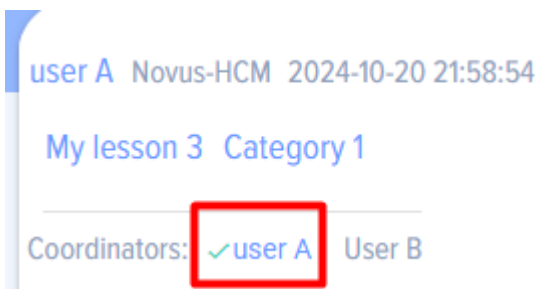 user A Novus-HCM 2024-10-20 21:58:54
My lesson 3 Category 1
Coordinators: ✓user A User B